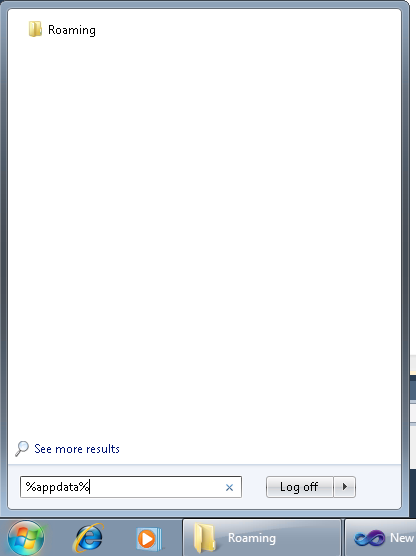 Roaming
See more results
%appdata%
Log off
Roaming
New